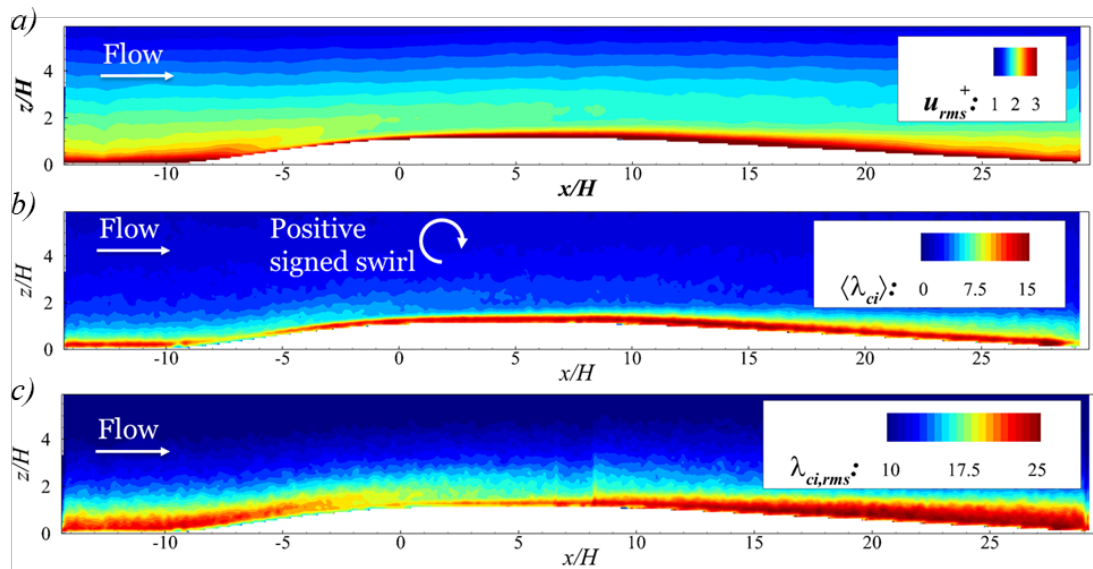 a)
Flow
z/H
4
2
0
u_rms^+:
1 2 3
-10 -5 0 5 10 15 20 25
x/H
b)
Flow
Positive
signed swirl
z/H
4
2
0
⟨λ_ci⟩:
0 7.5 15
-10 -5 0 5 10 15 20 25
x/H
c)
Flow
z/H
4
2
0
λ_ci,rms:
10 17.5 25
-10 -5 0 5 10 15 20 25
x/H